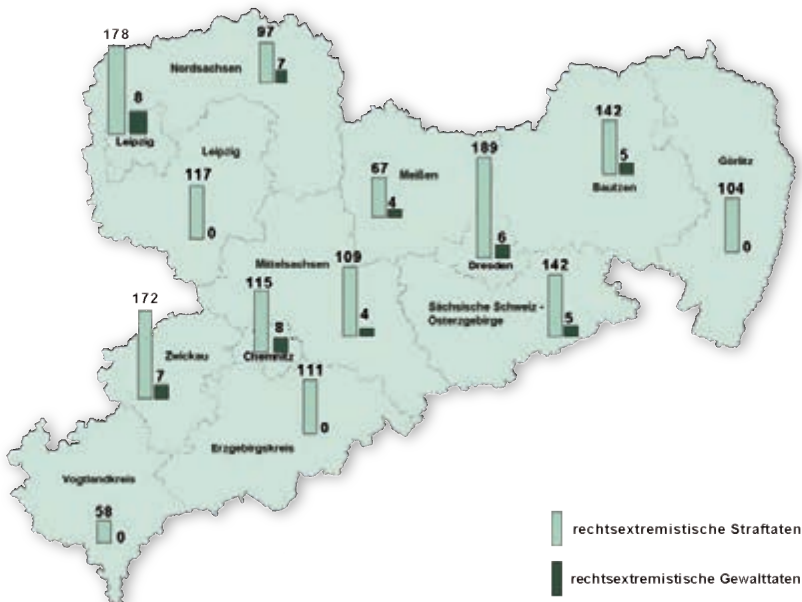 178
97
Nordsachsen
7
8
Leipzig
Leipzig
117
0
67
Meißen
4
189
6
Dresden
142
5
Bautzen
Görlitz
104
0
Mittelsachsen
109
4
115
8
Chemnitz
142
Sächsische Schweiz -
Osterzgebirge
5
172
Zwickau
7
111
0
Erzgebirgskreis
Vogtlandkreis
58
0
rechtsextremistische Straftaten
rechtsextremistische Gewalttaten